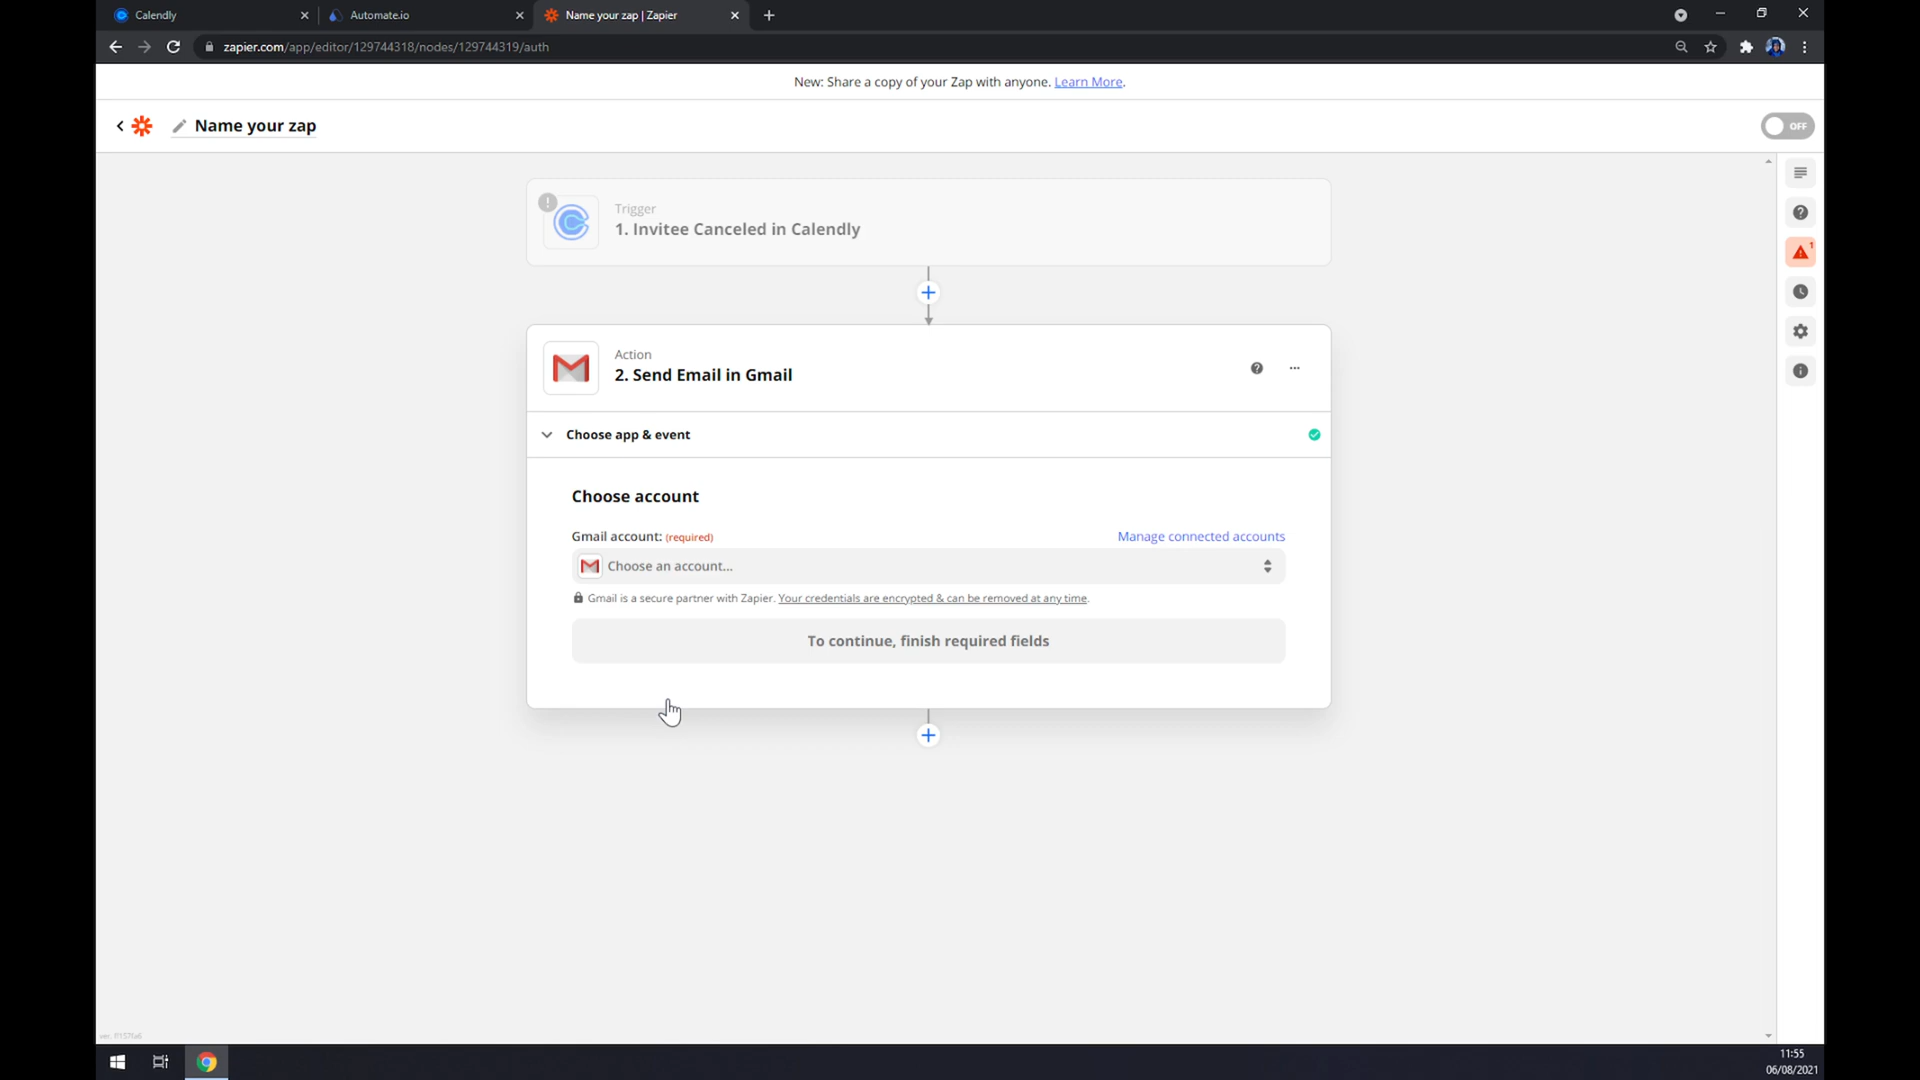 Calendly
Automate.io
Name your zap | Zapier
zapier.com/app/editor/129744318/nodes/129744319/auth
New: Share a copy of your Zap with anyone. Learn More.
Name your zap
OFF
Trigger
1. Invitee Canceled in Calendly
1
Action
2. Send Email in Gmail
Choose app & event
Choose account
Gmail account: (required)
Manage connected accounts
Choose an account...
Gmail is a secure partner with Zapier. Your credentials are encrypted & can be removed at any time.
To continue, finish required fields
11:55
06/08/2021